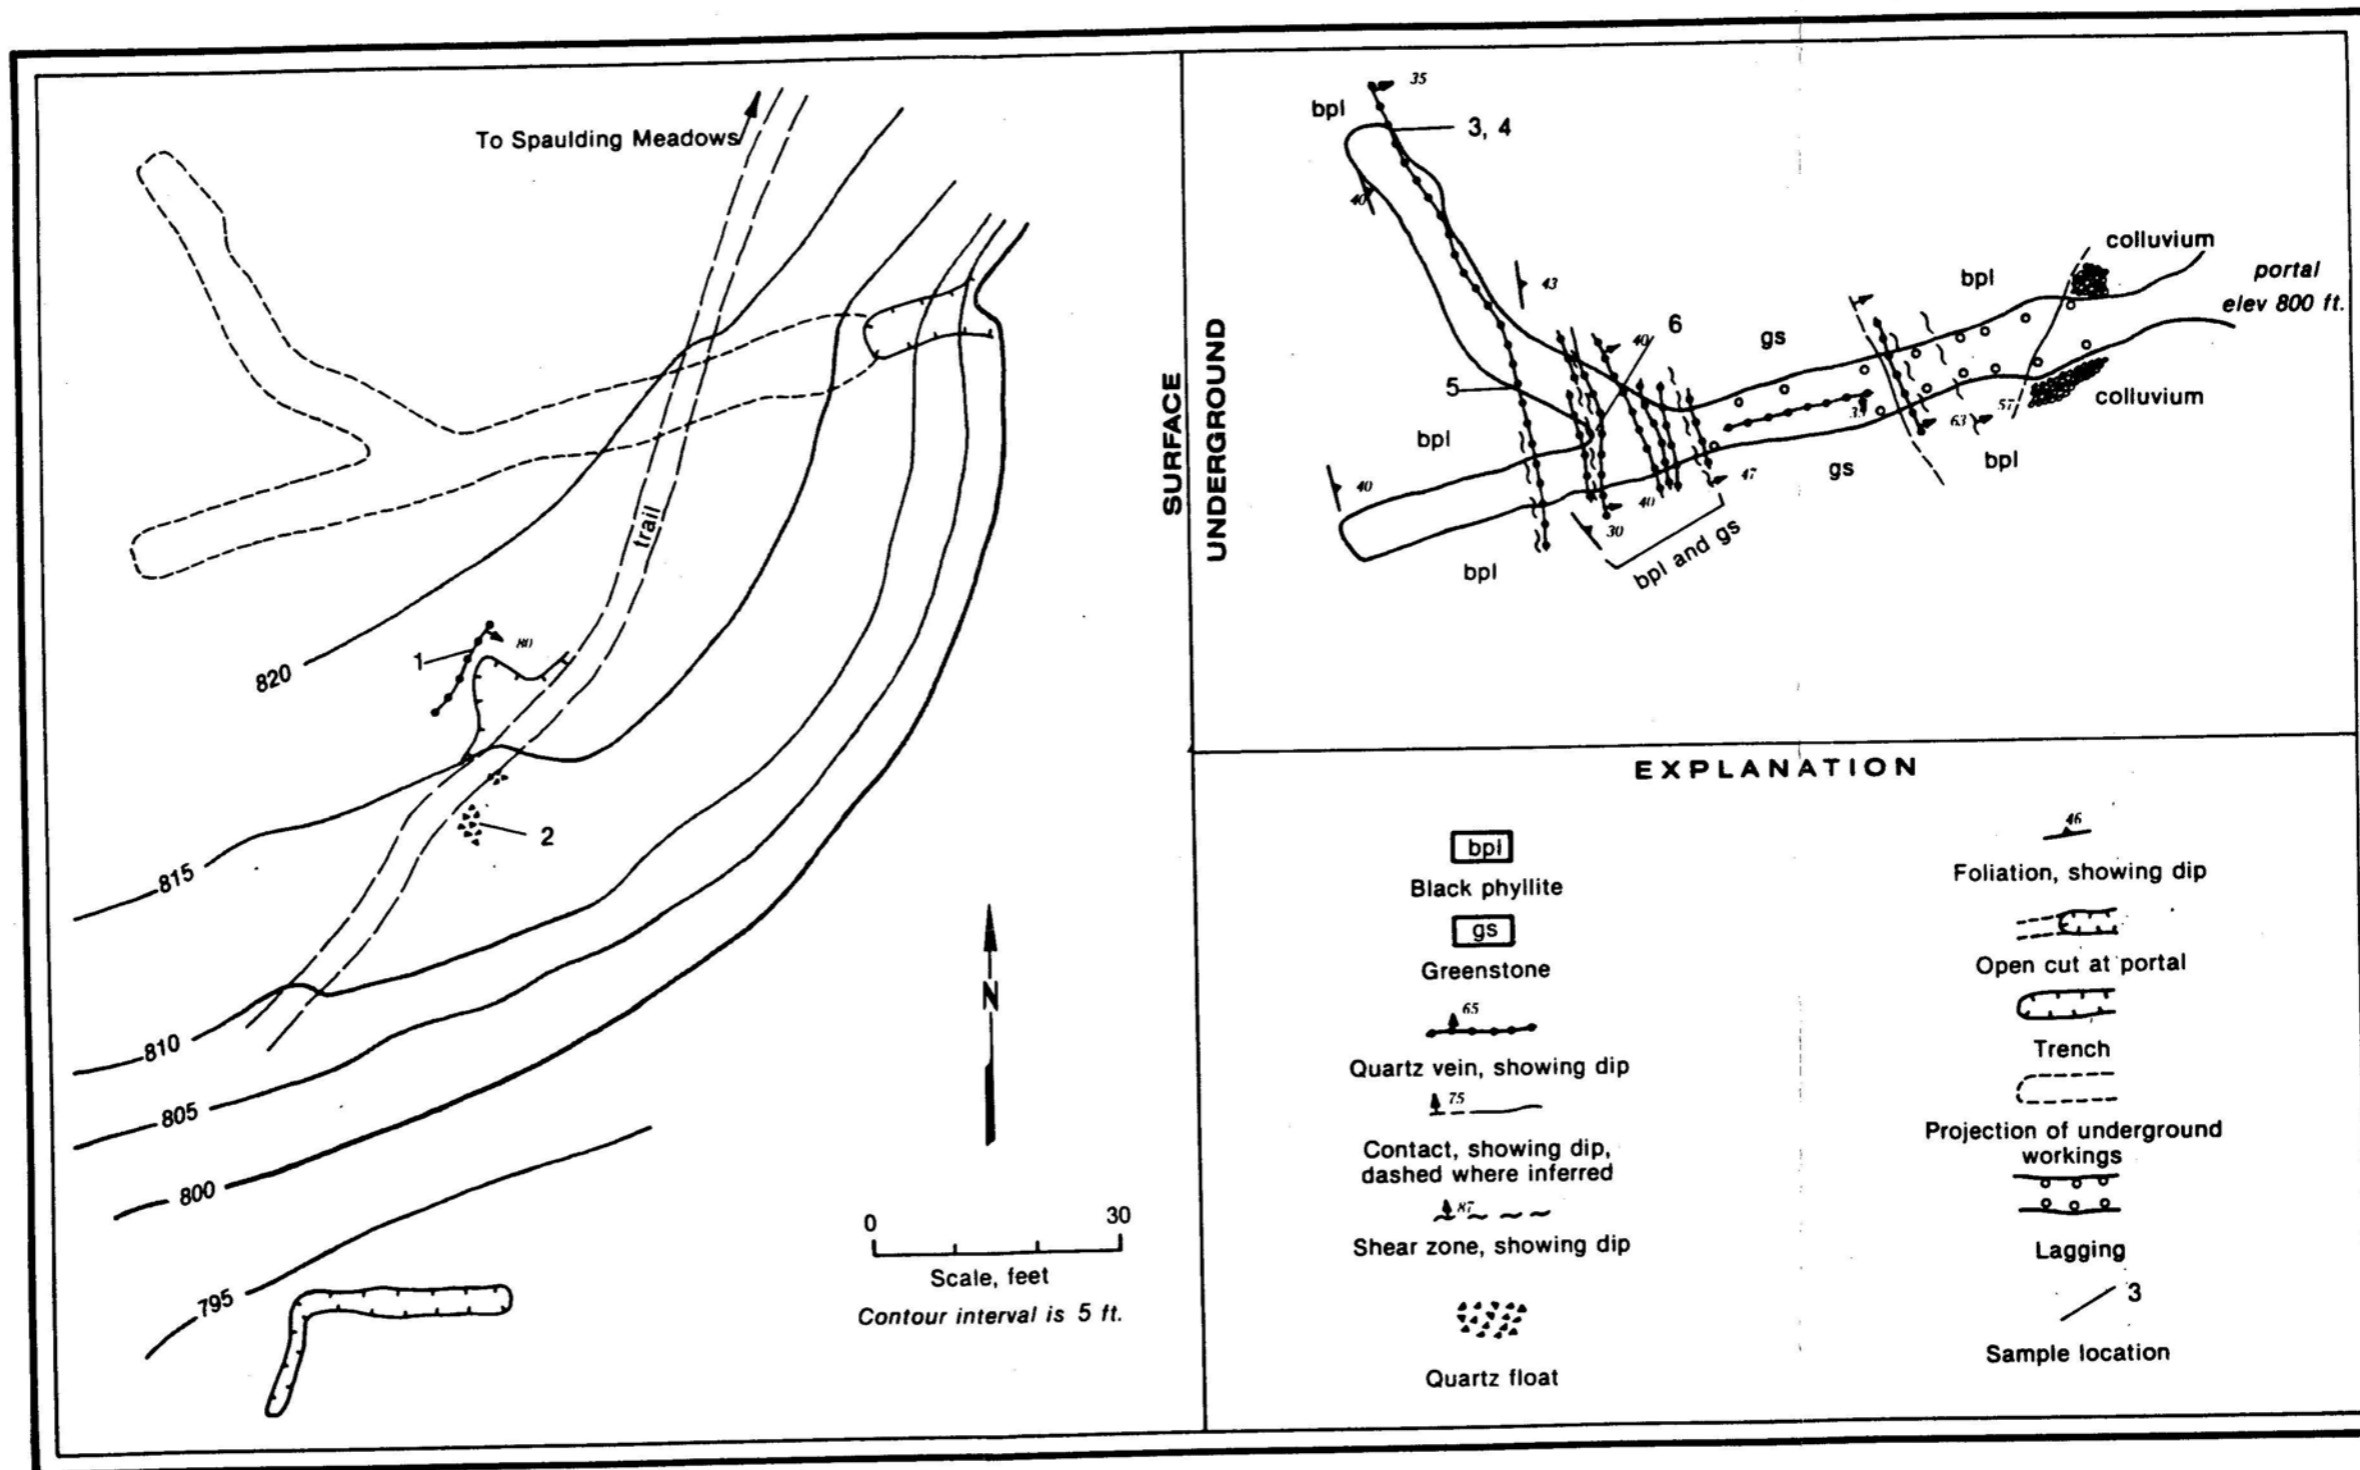 To Spaulding Meadows
trail
1
80
820
2
815
810
805
800
795
N
0 30
Scale, feet
Contour interval is 5 ft.
SURFACE
UNDERGROUND
35
bpl
3, 4
40
43
colluvium
portal
elev 800 ft.
bpl
6
40
gs
5
57
colluvium
63
bpl
bpl
40
47
gs
40
30
bpl and gs
bpl
EXPLANATION
bpl
Black phyllite
gs
Greenstone
65
Quartz vein, showing dip
75
Contact, showing dip,
dashed where inferred
87
Shear zone, showing dip
Quartz float
46
Foliation, showing dip
Open cut at portal
Trench
Projection of underground
workings
Lagging
3
Sample location